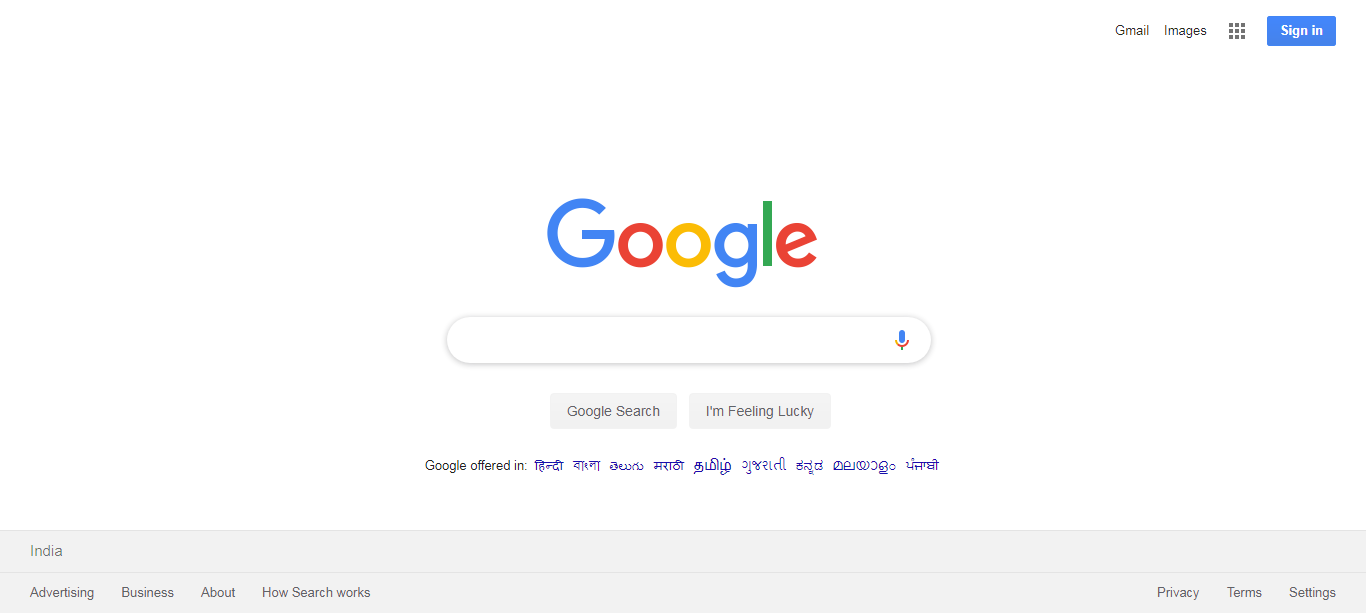 Gmail Images Sign in
Google
Google Search I'm Feeling Lucky
Google offered in: हिन्दी বাংলা తెలుగు मराठी தமிழ் ગુજરાતી ಕನ್ನಡ മലയാളം ਪੰਜਾਬੀ
India
Advertising Business About How Search works Privacy Terms Settings